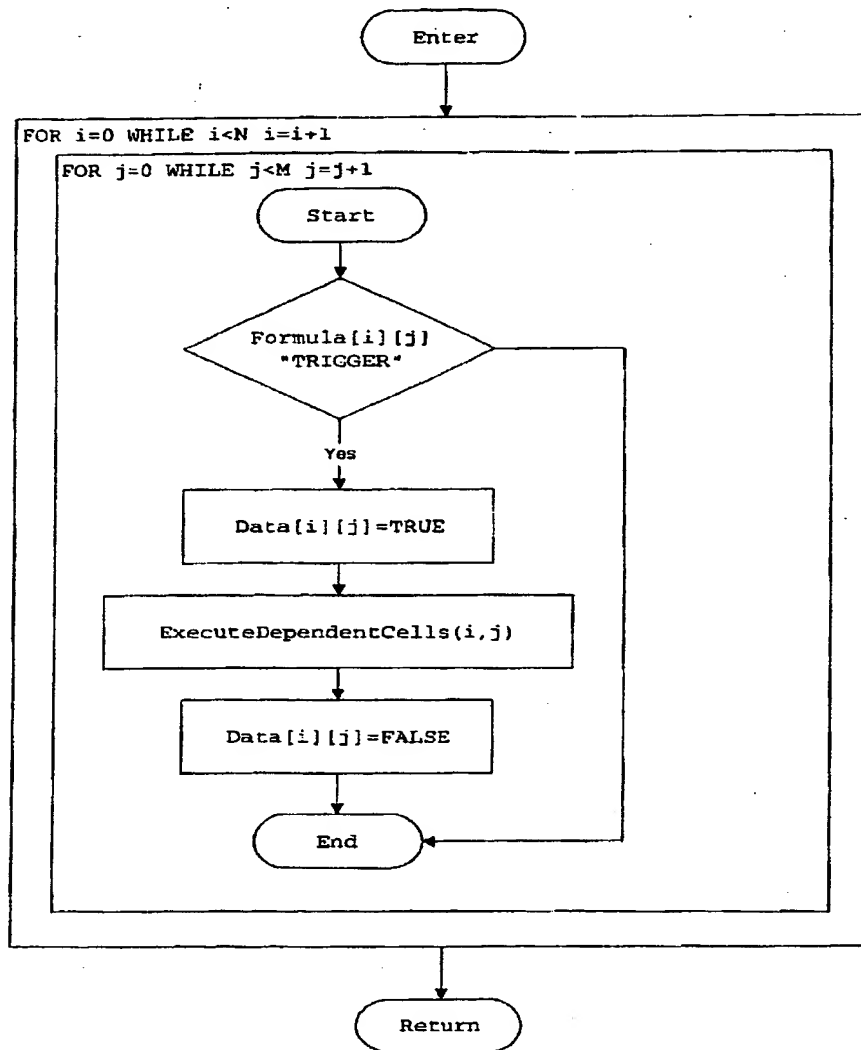 Enter
FOR i=0 WHILE i<N i=i+1
FOR j=0 WHILE j<M j=j+1
Start
Formula[i][j]
"TRIGGER"
Yes
Data[i][j]=TRUE
ExecuteDependentCells(i,j)
Data[i][j]=FALSE
End
Return